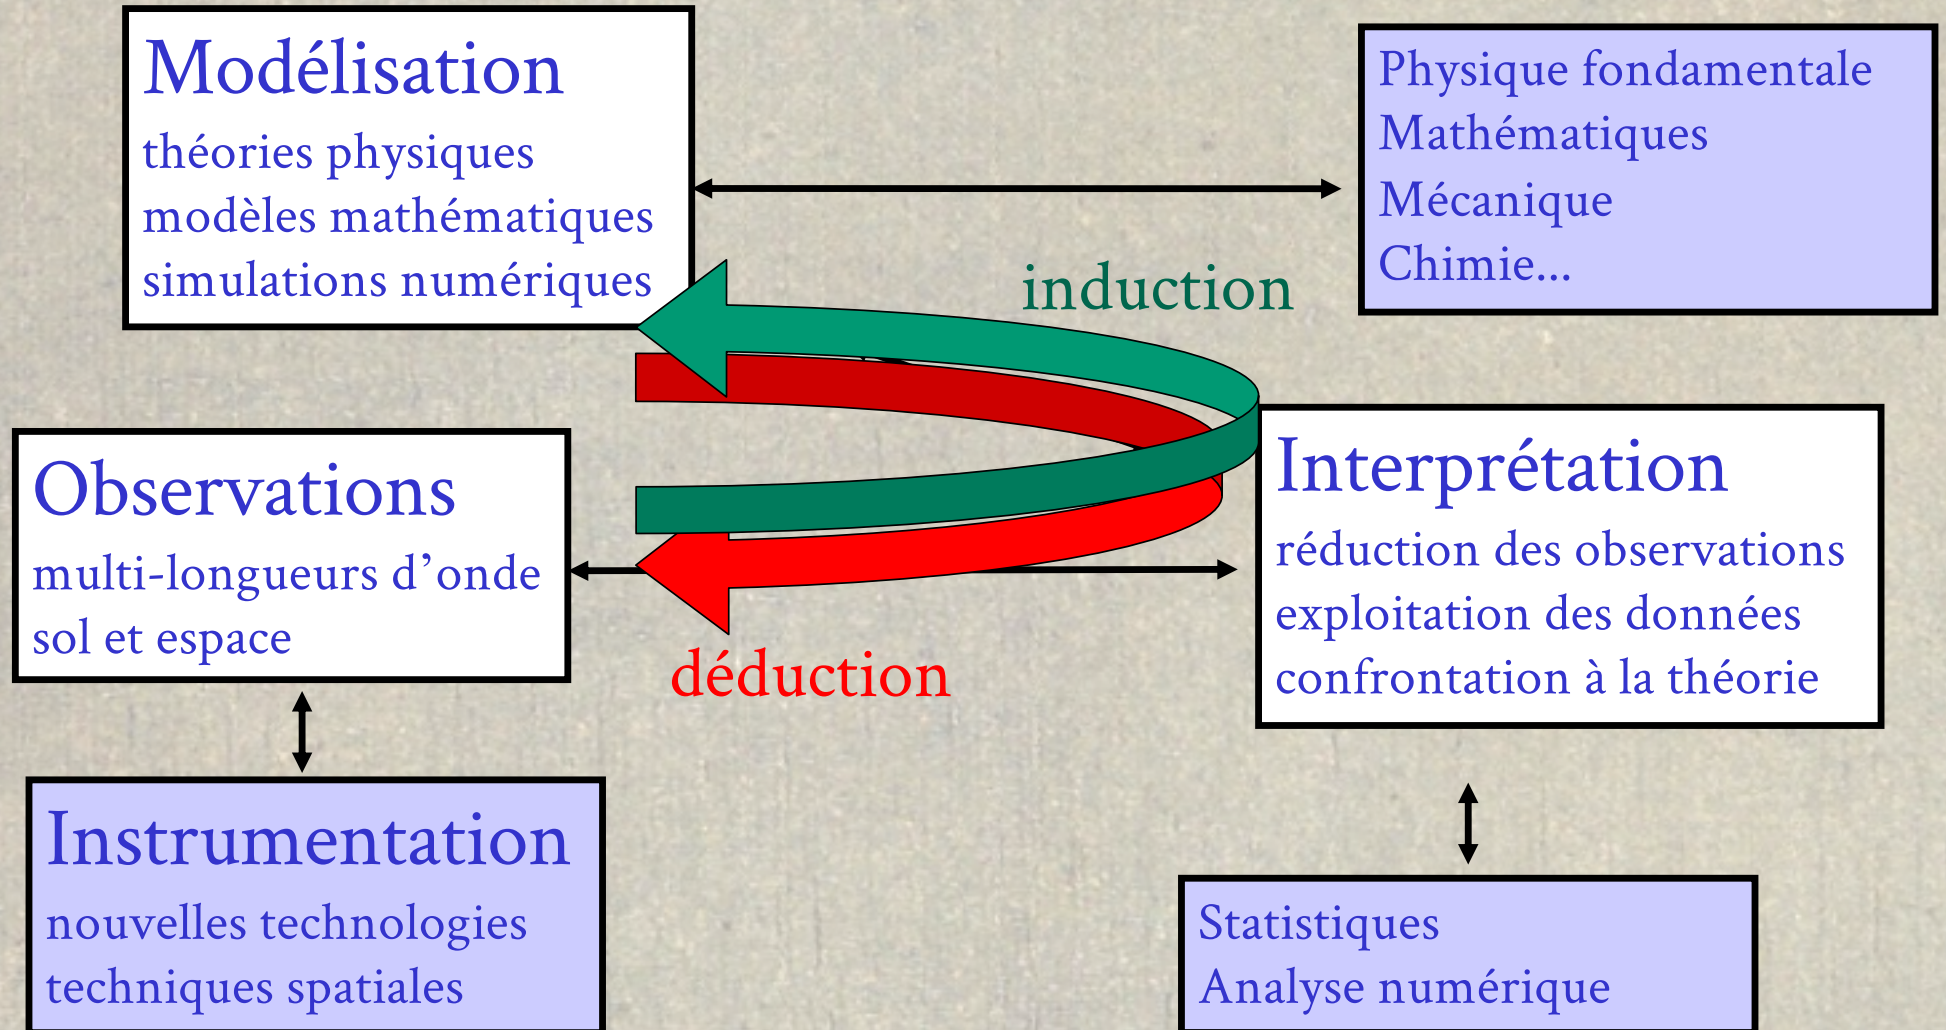 Modélisation
théories physiques
modèles mathématiques
simulations numériques
Physique fondamentale
Mathématiques
Mécanique
Chimie...
induction
Observations
multi-longueurs d’onde
sol et espace
Interprétation
réduction des observations
exploitation des données
confrontation à la théorie
déduction
Instrumentation
nouvelles technologies
techniques spatiales
Statistiques
Analyse numérique